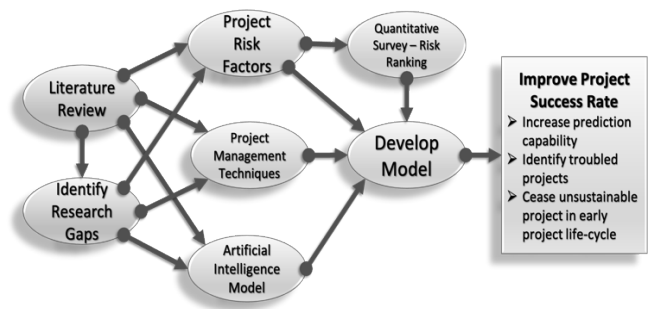 Literature
Review
Identify
Research
Gaps
Project
Risk
Factors
Project
Management
Techniques
Artificial
Intelligence
Model
Quantitative
Survey – Risk
Ranking
Develop
Model
Improve Project
Success Rate
➢ Increase prediction
capability
➢ Identify troubled
projects
➢ Cease unsustainable
project in early
project life-cycle